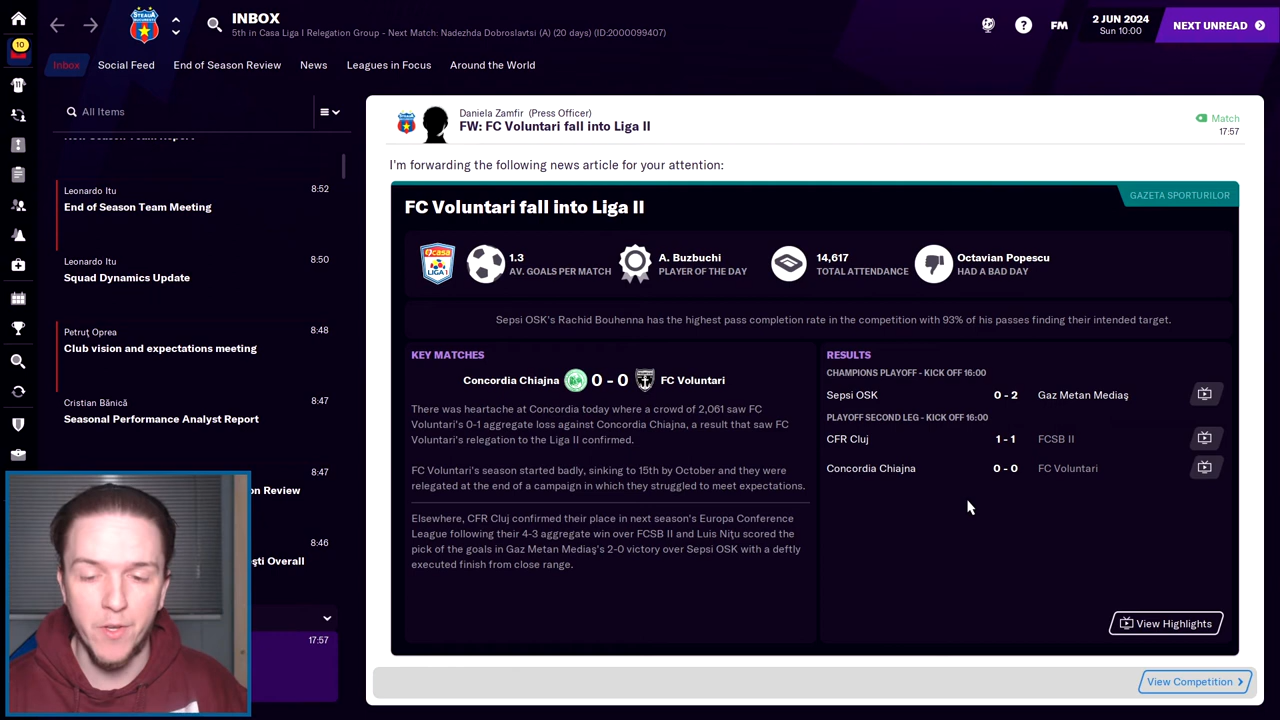 INBOX
5th in Casa Liga I Relegation Group - Next Match: Nadezhda Dobroslavtsi (A) (20 days) (ID:2000099407)
FM
2 JUN 2024
Sun 10:00
NEXT UNREAD
10
Inbox
Social Feed
End of Season Review
News
Leagues in Focus
Around the World
All Items
Leonardo Itu
8:52
End of Season Team Meeting
Leonardo Itu
8:50
Squad Dynamics Update
Petruţ Oprea
8:48
Club vision and expectations meeting
Cristian Bănică
8:47
Seasonal Performance Analyst Report
8:47
on Review
8:46
eşti Overall
17:57
Daniela Zamfir (Press Officer)
FW: FC Voluntari fall into Liga II
Match
17:57
I'm forwarding the following news article for your attention:
GAZETA SPORTURILOR
FC Voluntari fall into Liga II
1.3
AV. GOALS PER MATCH
A. Buzbuchi
PLAYER OF THE DAY
14,617
TOTAL ATTENDANCE
Octavian Popescu
HAD A BAD DAY
Sepsi OSK's Rachid Bouhenna has the highest pass completion rate in the competition with 93% of his passes finding their intended target.
KEY MATCHES
Concordia Chiajna 0 - 0 FC Voluntari
There was heartache at Concordia today where a crowd of 2,061 saw FC
Voluntari's 0-1 aggregate loss against Concordia Chiajna, a result that saw FC
Voluntari's relegation to the Liga II confirmed.
FC Voluntari's season started badly, sinking to 15th by October and they were
relegated at the end of a campaign in which they struggled to meet expectations.
Elsewhere, CFR Cluj confirmed their place in next season's Europa Conference
League following their 4-3 aggregate win over FCSB II and Luis Niţu scored the
pick of the goals in Gaz Metan Mediaş's 2-0 victory over Sepsi OSK with a deftly
executed finish from close range.
RESULTS
CHAMPIONS PLAYOFF - KICK OFF 16:00
Sepsi OSK 0 - 2 Gaz Metan Mediaş
PLAYOFF SECOND LEG - KICK OFF 16:00
CFR Cluj 1 - 1 FCSB II
Concordia Chiajna 0 - 0 FC Voluntari
View Highlights
View Competition